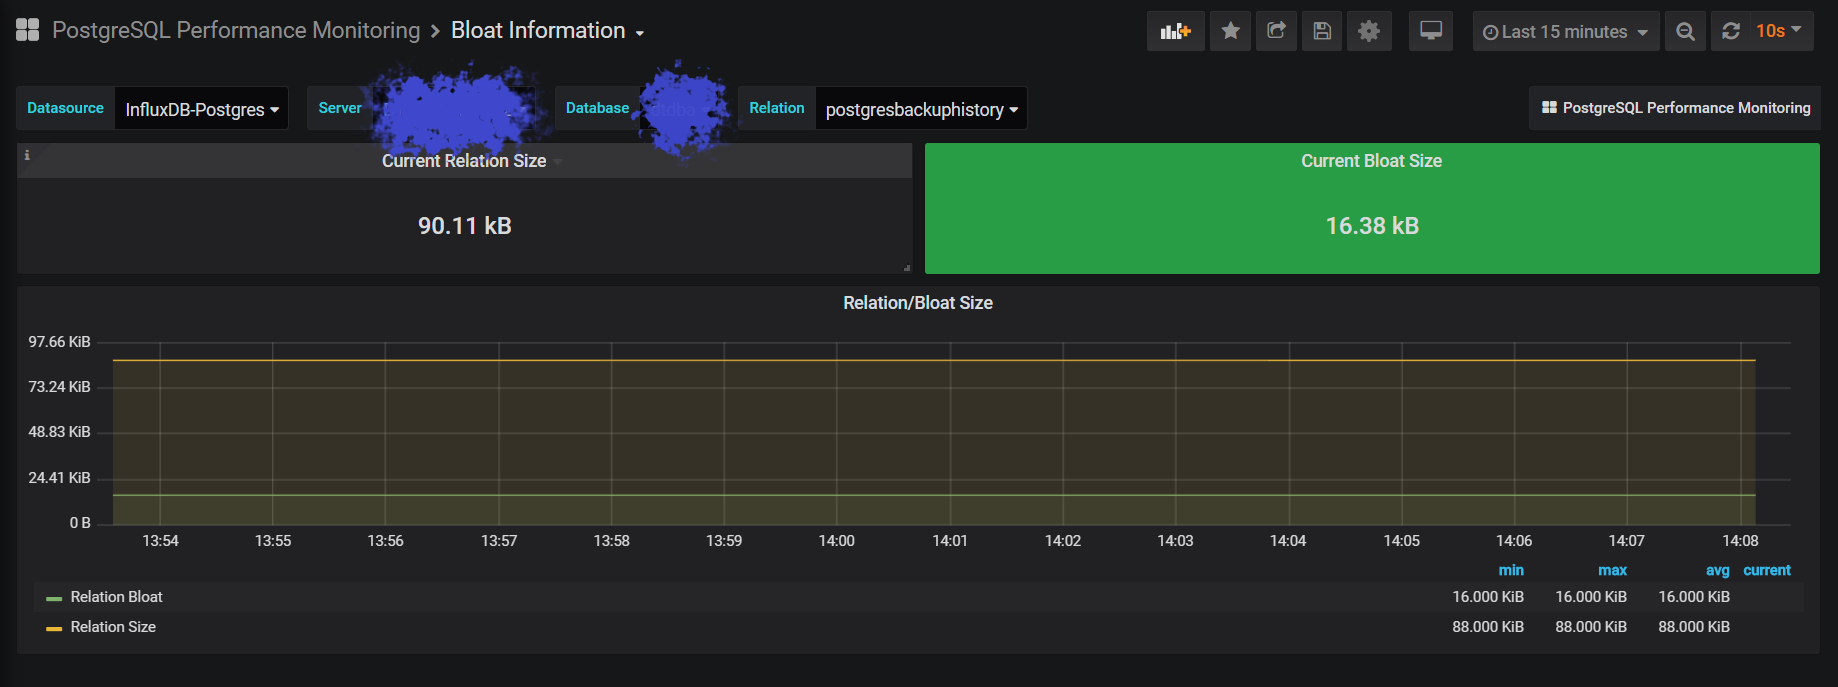 PostgreSQL Performance Monitoring > Bloat Information
Last 15 minutes 10s
Datasource InfluxDB-Postgres Server Database Relation postgresbackuphistory PostgreSQL Performance Monitoring
i
Current Relation Size
90.11 kB
Current Bloat Size
16.38 kB
Relation/Bloat Size
97.66 KiB
73.24 KiB
48.83 KiB
24.41 KiB
0 B
13:54 13:55 13:56 13:57 13:58 13:59 14:00 14:01 14:02 14:03 14:04 14:05 14:06 14:07 14:08
min max avg current
Relation Bloat 16.000 KiB 16.000 KiB 16.000 KiB
Relation Size 88.000 KiB 88.000 KiB 88.000 KiB